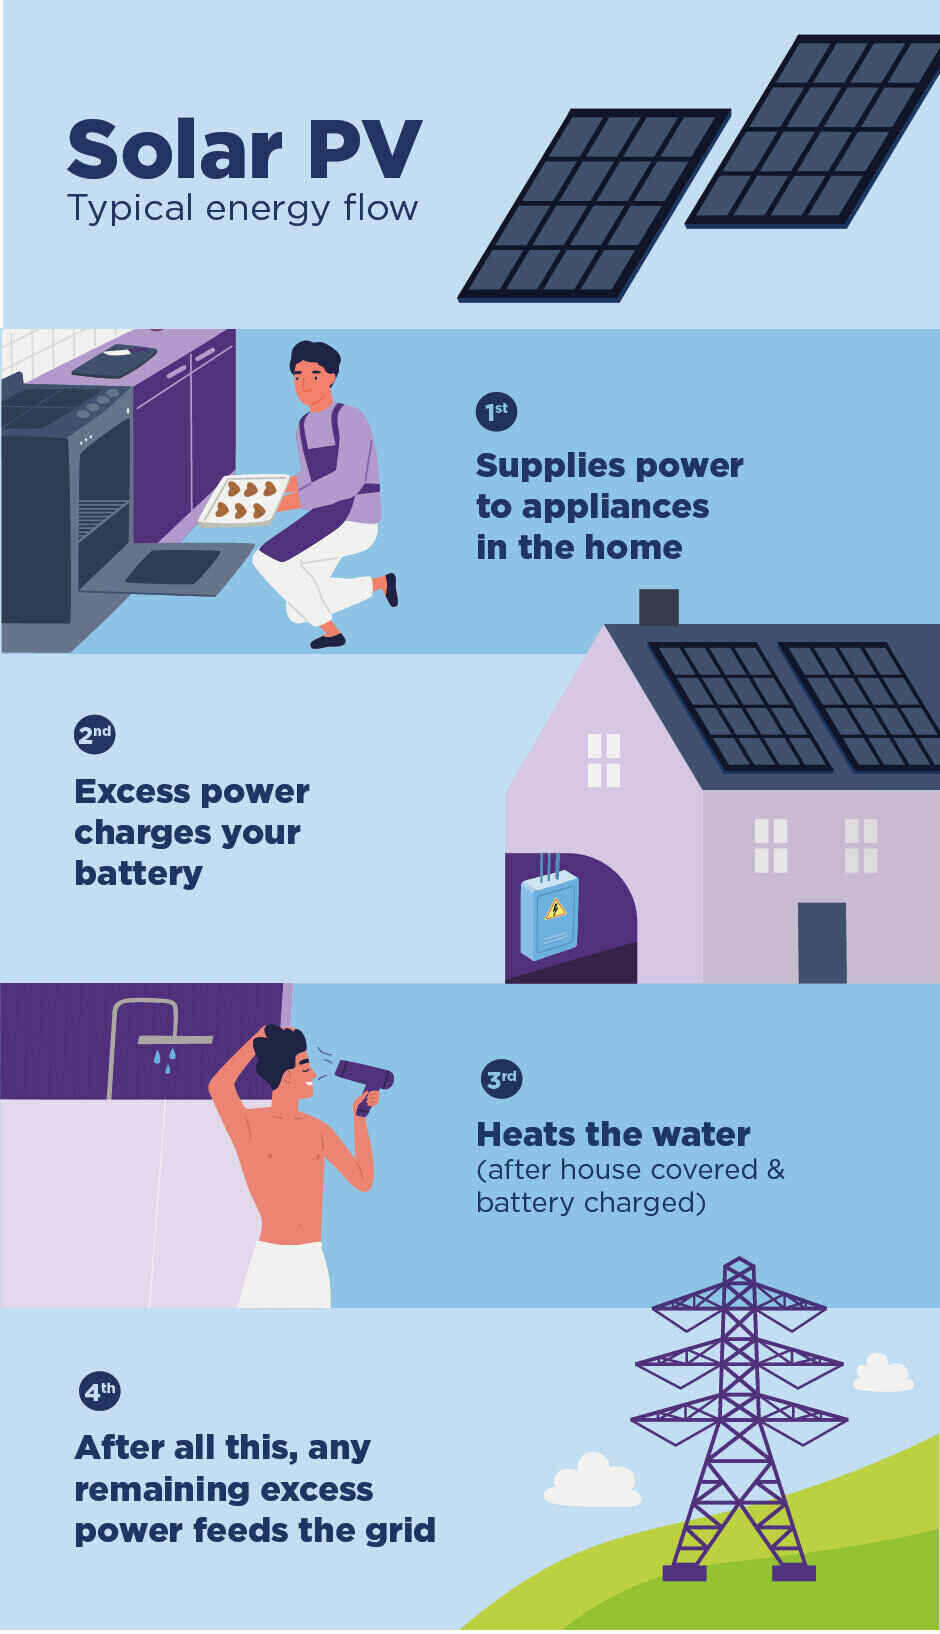 Solar PV
Typical energy flow
1st
Supplies power
to appliances
in the home
2nd
Excess power
charges your
battery
3rd
Heats the water
(after house covered &
battery charged)
4th
After all this, any
remaining excess
power feeds the grid